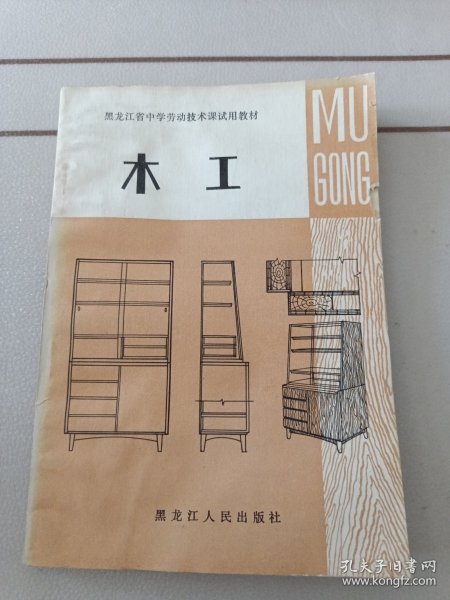 黑龙江省中学劳动技术课试用教材
MU
GONG
木工
黑龙江人民出版社
孔夫子旧书网
www.kongfz.com